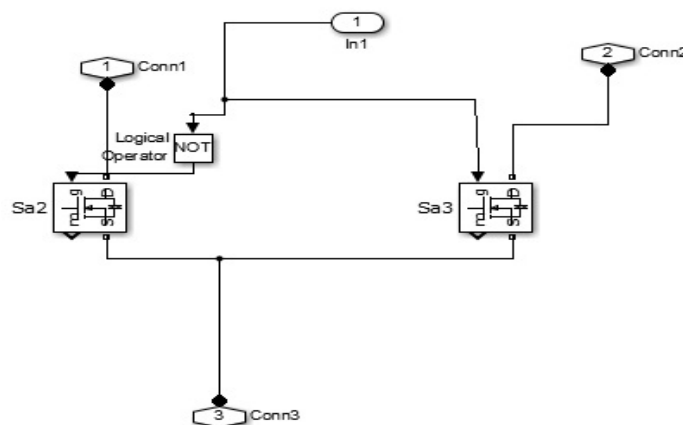 1
In1
1 Conn1
2 Conn2
Logical
Operator
NOT
Sa2
g D
m S
Sa3
g D
m S
3 Conn3